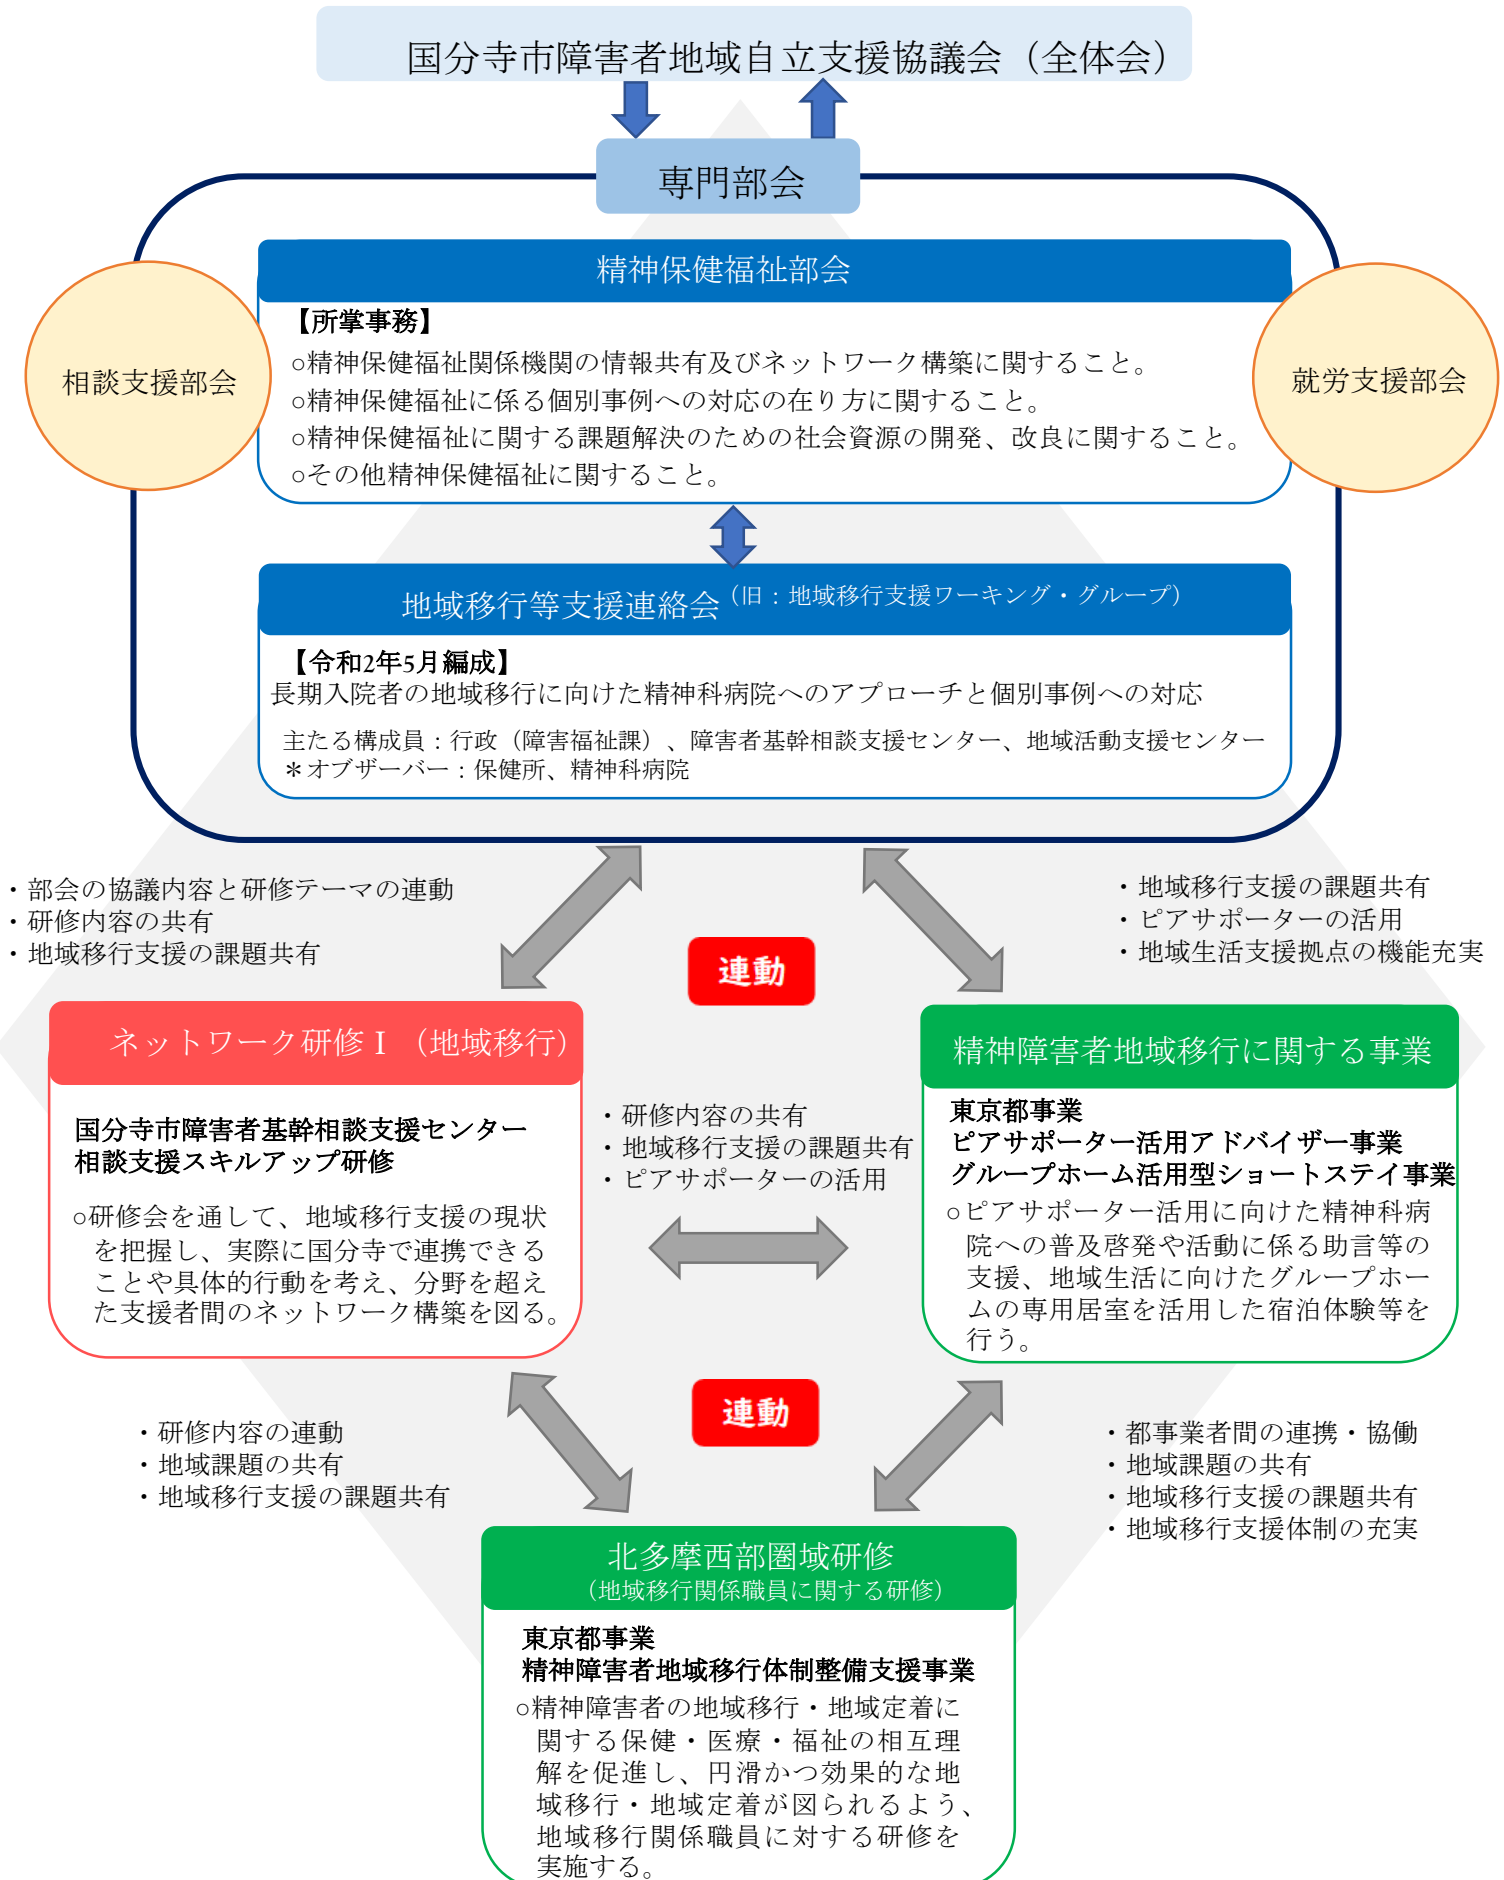 国分寺市障害者地域自立支援協議会（全体会）
専門部会
精神保健福祉部会
【所掌事務】
○精神保健福祉関係機関の情報共有及びネットワーク構築に関すること。
○精神保健福祉に係る個別事例への対応の在り方に関すること。
○精神保健福祉に関する課題解決のための社会資源の開発、改良に関すること。
○その他精神保健福祉に関すること。
相談支援部会
就労支援部会
地域移行等支援連絡会（旧：地域移行支援ワーキング・グループ）
【令和2年5月編成】
長期入院者の地域移行に向けた精神科病院へのアプローチと個別事例への対応
主たる構成員：行政（障害福祉課）、障害者基幹相談支援センター、地域活動支援センター
＊オブザーバー：保健所、精神科病院
・部会の協議内容と研修テーマの連動
・研修内容の共有
・地域移行支援の課題共有
・地域移行支援の課題共有
・ピアサポーターの活用
・地域生活支援拠点の機能充実
連動
ネットワーク研修Ⅰ（地域移行）
国分寺市障害者基幹相談支援センター
相談支援スキルアップ研修
○研修会を通して、地域移行支援の現状
を把握し、実際に国分寺で連携できる
ことや具体的行動を考え、分野を超え
た支援者間のネットワーク構築を図る。
・研修内容の共有
・地域移行支援の課題共有
・ピアサポーターの活用
精神障害者地域移行に関する事業
東京都事業
ピアサポーター活用アドバイザー事業
グループホーム活用型ショートステイ事業
○ピアサポーター活用に向けた精神科病
院への普及啓発や活動に係る助言等の
支援、地域生活に向けたグループホー
ムの専用居室を活用した宿泊体験等を
行う。
連動
・研修内容の連動
・地域課題の共有
・地域移行支援の課題共有
・都事業者間の連携・協働
・地域課題の共有
・地域移行支援の課題共有
・地域移行支援体制の充実
北多摩西部圏域研修
（地域移行関係職員に関する研修）
東京都事業
精神障害者地域移行体制整備支援事業
○精神障害者の地域移行・地域定着に
関する保健・医療・福祉の相互理
解を促進し、円滑かつ効果的な地
域移行・地域定着が図られるよう、
地域移行関係職員に対する研修を
実施する。